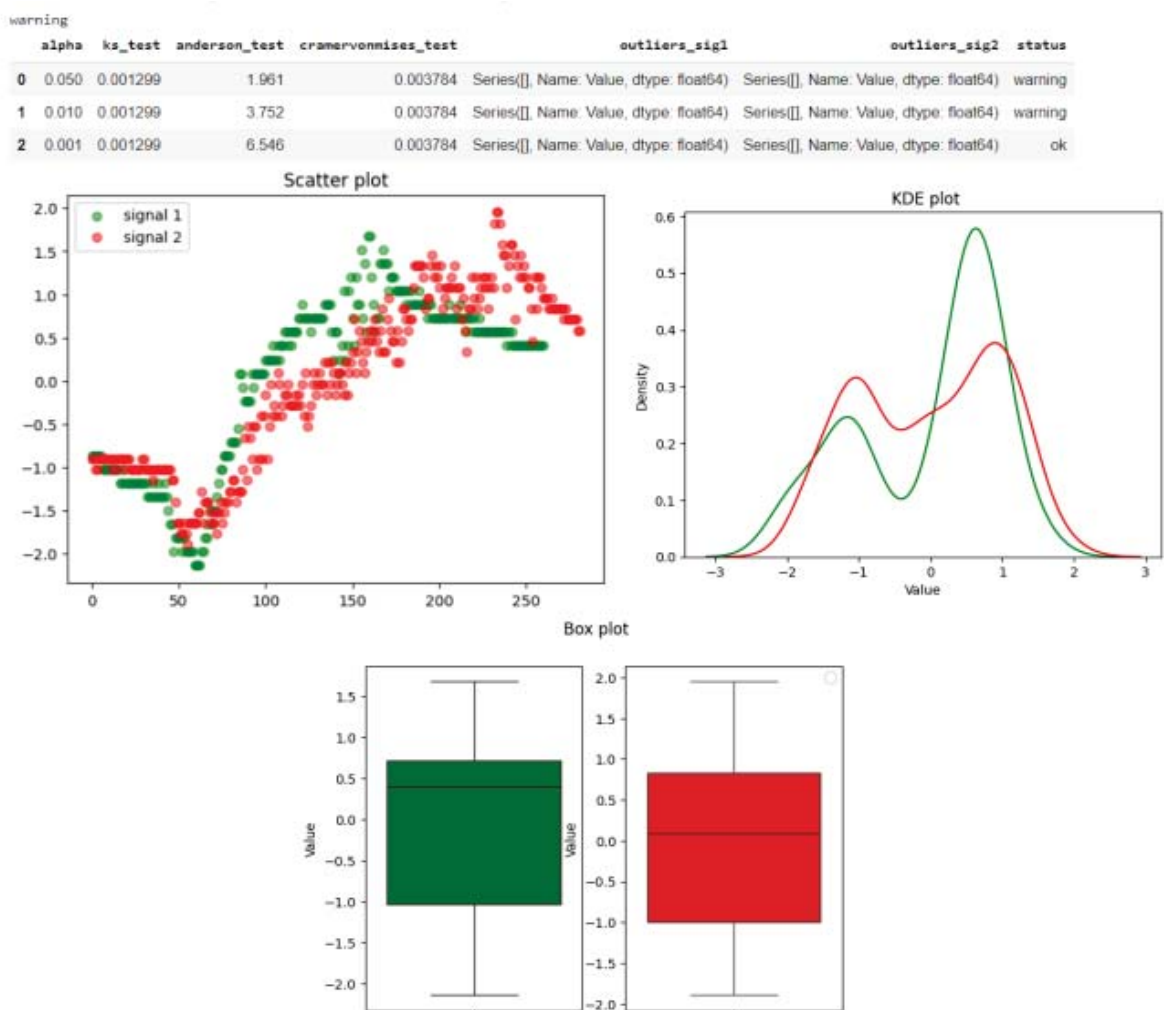 warning
alpha ks_test anderson_test cramervonmises_test outliers_sig1 outliers_sig2 status
0 0.050 0.001299 1.961 0.003784 Series([], Name: Value, dtype: float64) Series([], Name: Value, dtype: float64) warning
1 0.010 0.001299 3.752 0.003784 Series([], Name: Value, dtype: float64) Series([], Name: Value, dtype: float64) warning
2 0.001 0.001299 6.546 0.003784 Series([], Name: Value, dtype: float64) Series([], Name: Value, dtype: float64) ok
Scatter plot
signal 1
signal 2
2.0
1.5
1.0
0.5
0.0
−0.5
−1.0
−1.5
−2.0
0 50 100 150 200 250
KDE plot
Density
0.6
0.5
0.4
0.3
0.2
0.1
0.0
−3 −2 −1 0 1 2 3
Value
Box plot
Value
1.5
1.0
0.5
0.0
−0.5
−1.0
−1.5
−2.0
Value
2.0
1.5
1.0
0.5
0.0
−0.5
−1.0
−1.5
−2.0